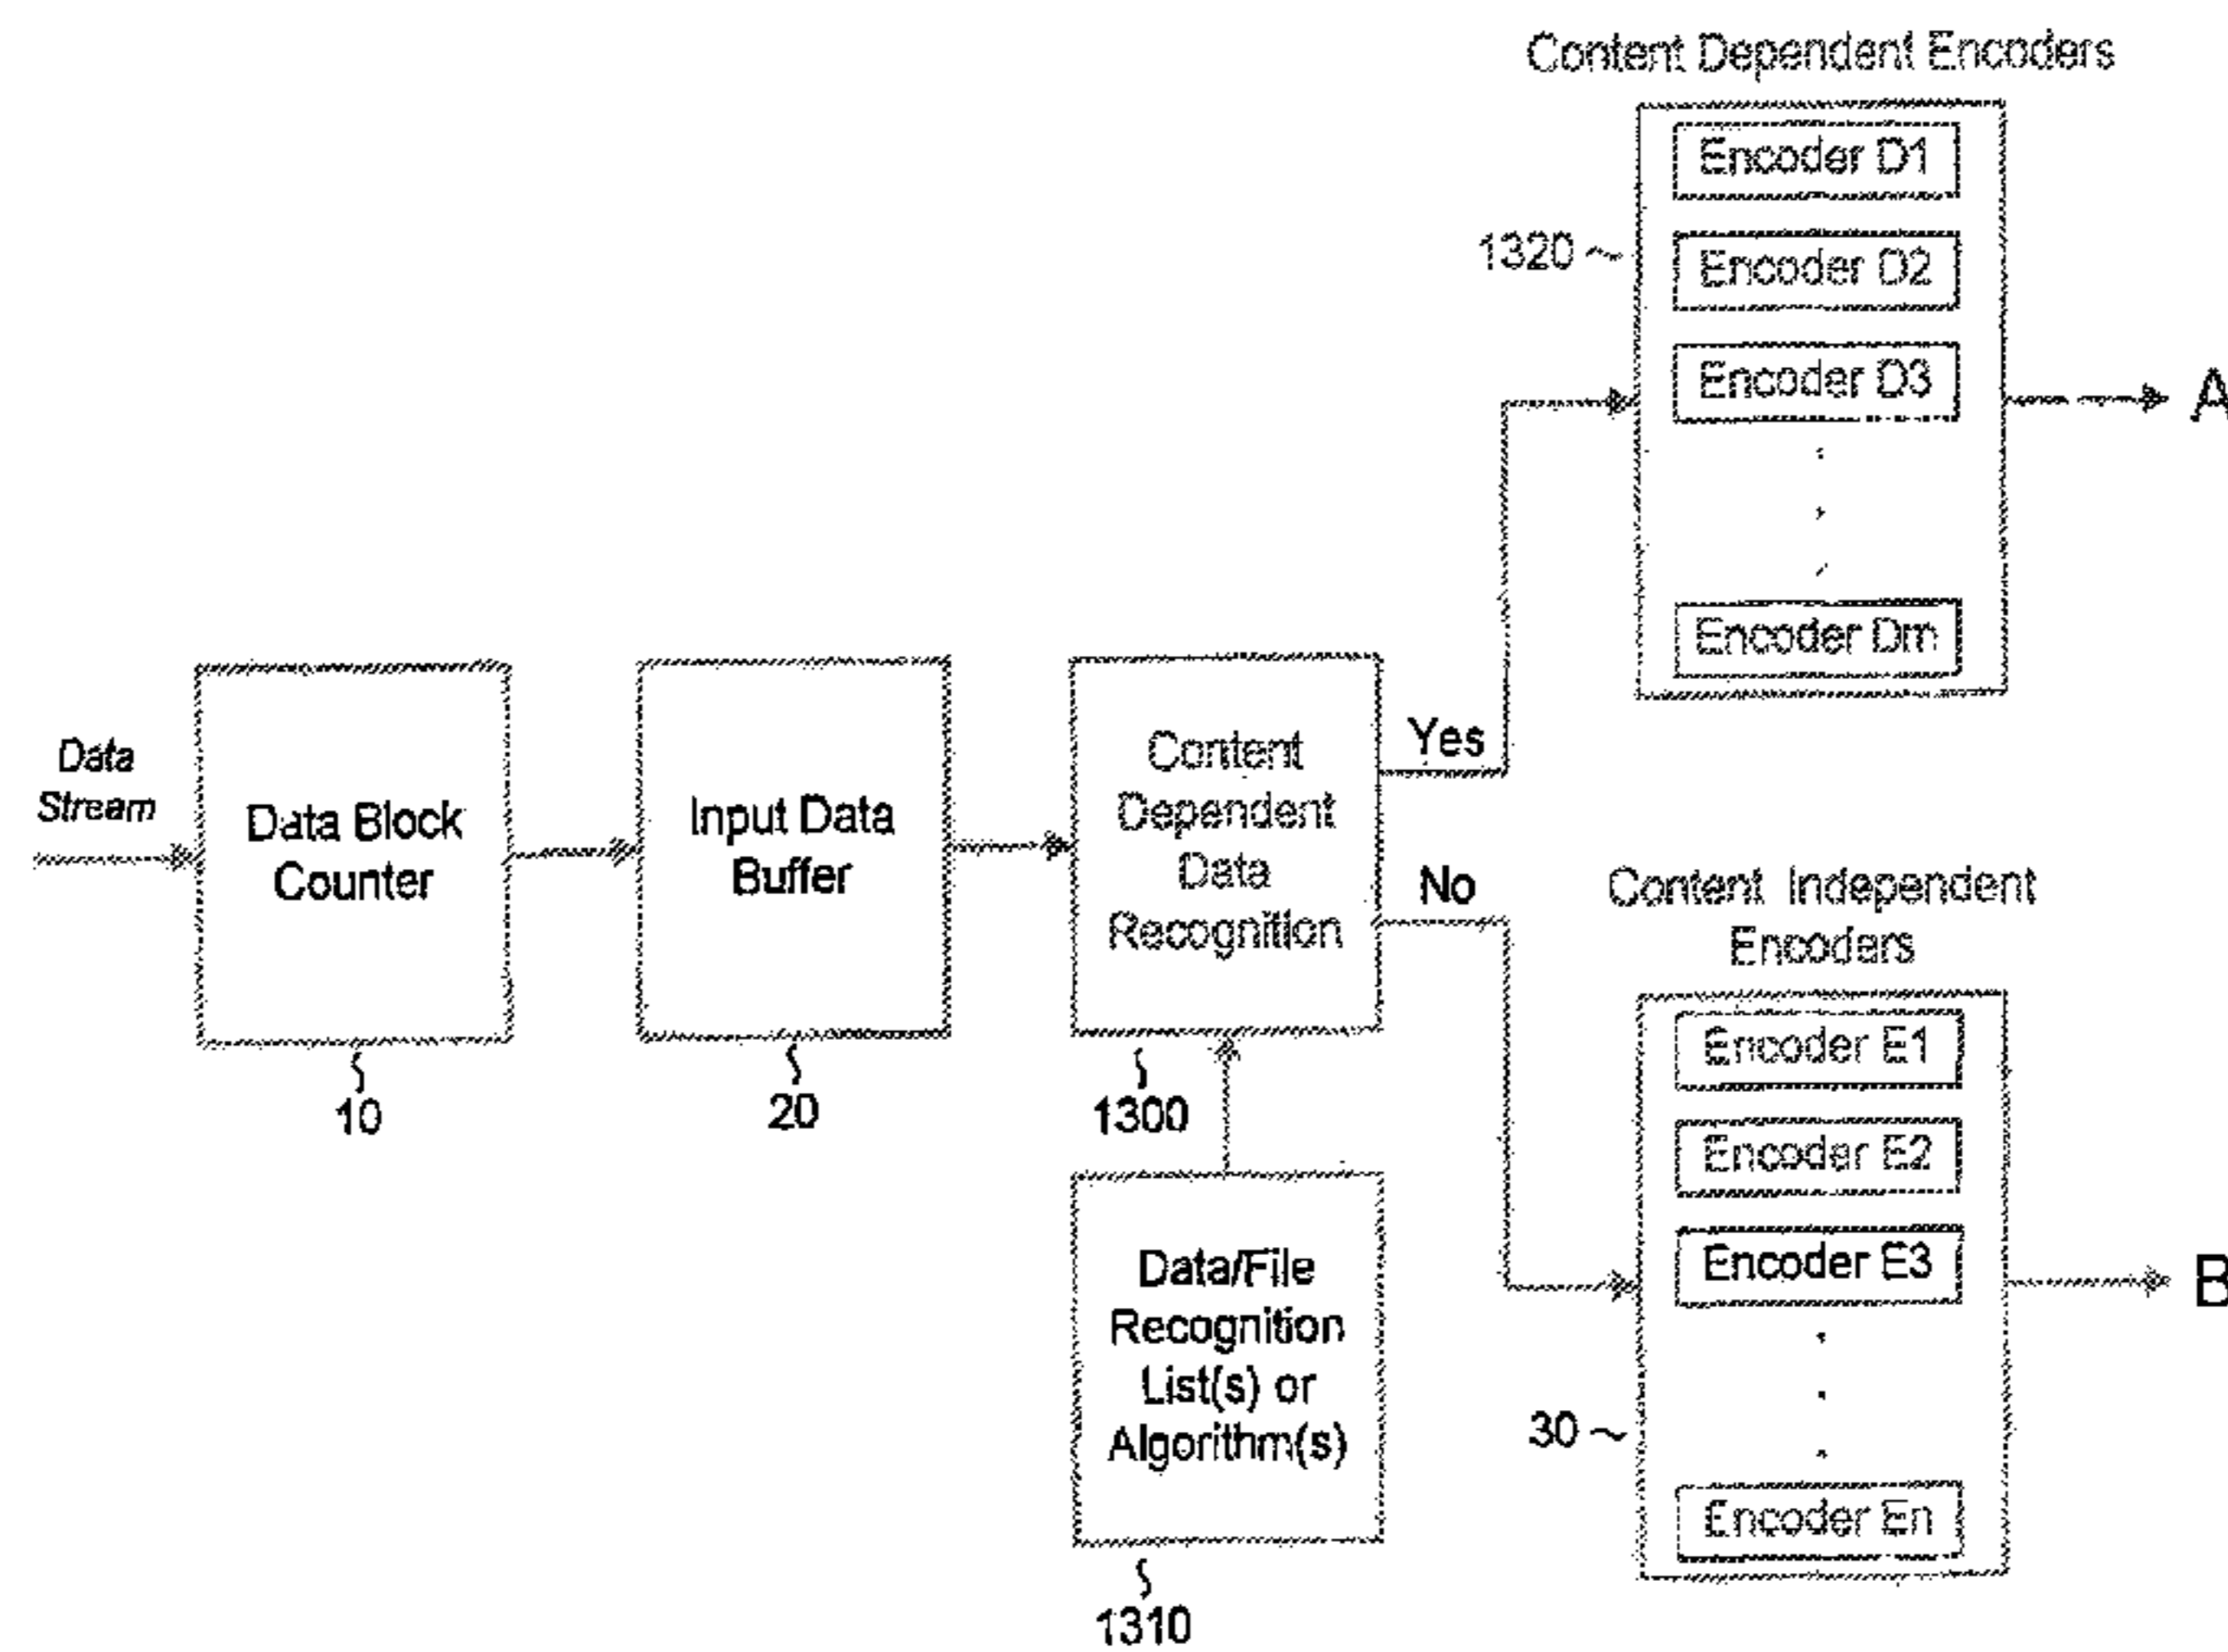 Content Dependent Encoders
Encoder D1
1320
Encoder D2
Encoder D3
A
Encoder Dm
Data
Stream
Data Block
Counter
10
Input Data
Buffer
20
Content
Dependent
Data
Recognition
1300
Yes
No
Data/File
Recognition
List(s) or
Algorithm(s)
1310
Content Independent
Encoders
Encoder E1
Encoder E2
Encoder E3
B
30
Encoder En